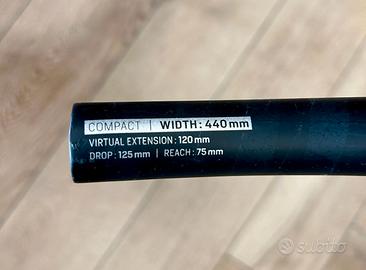 COMPACT | WIDTH: 440 mm
VIRTUAL EXTENSION: 120 mm
DROP: 125 mm | REACH: 75 mm
subito